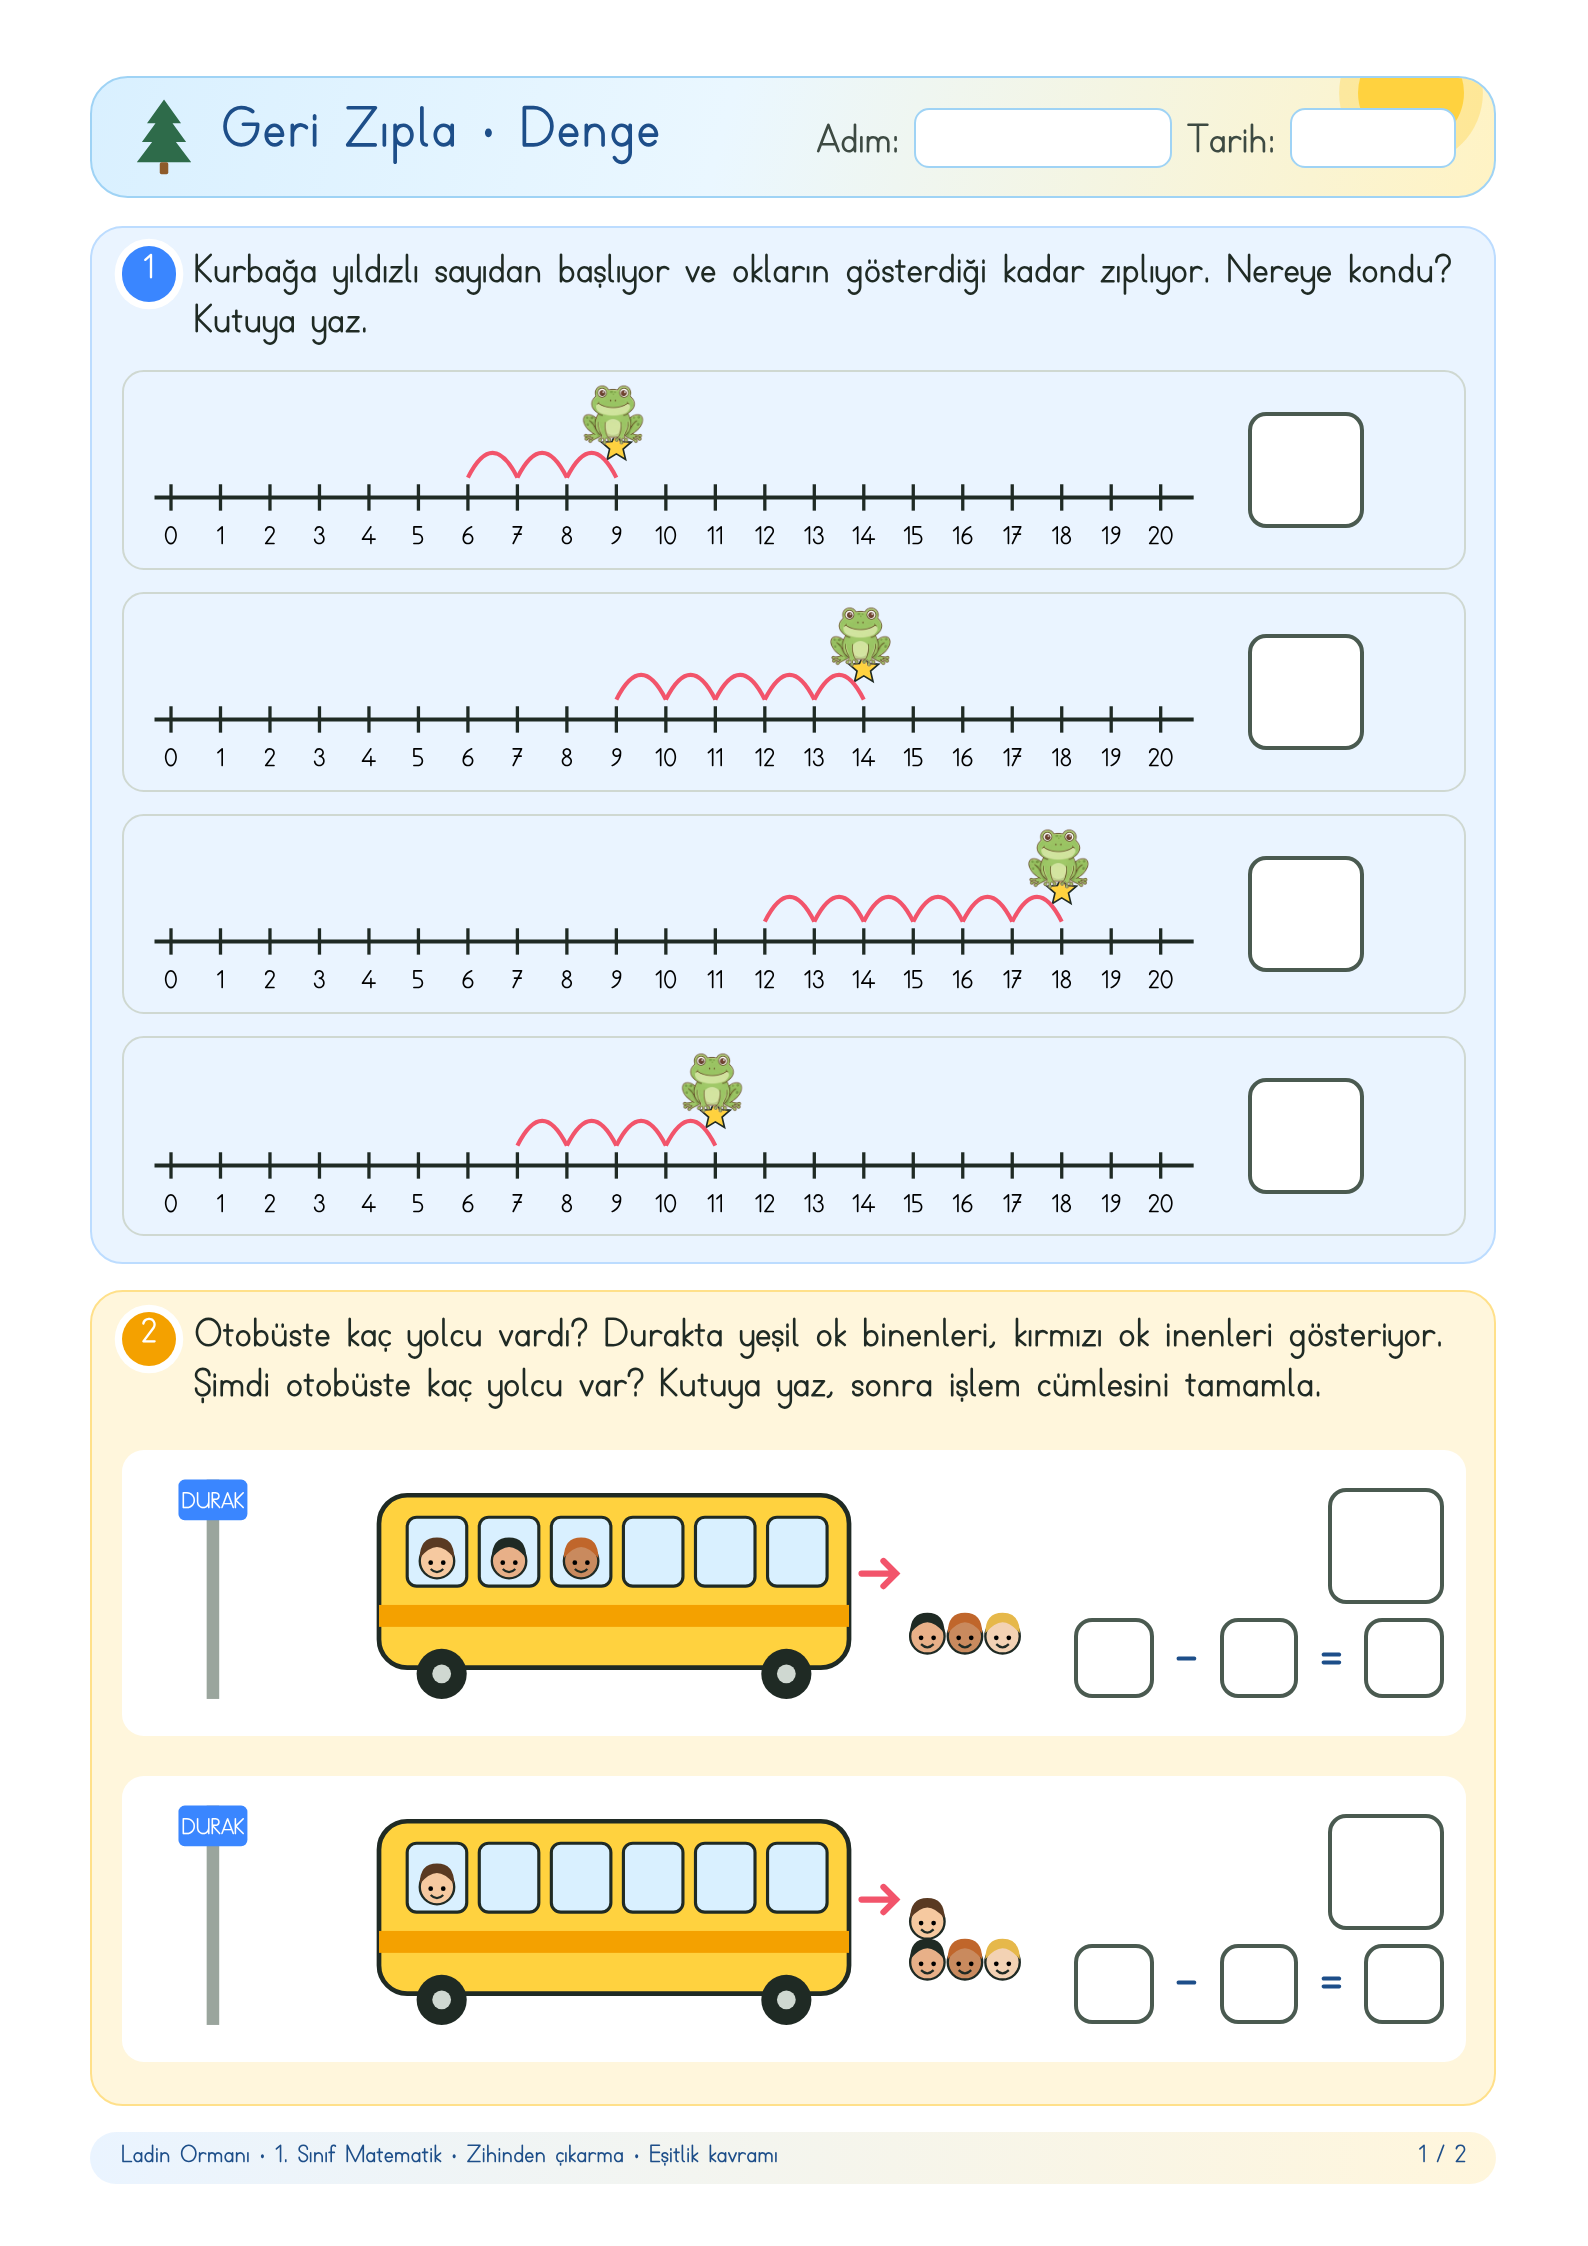 Geri Zıpla • Denge
Adım:
Tarih:
1
Kurbağa yıldızlı sayıdan başlıyor ve okların gösterdiği kadar zıplıyor. Nereye kondu?
Kutuya yaz.
0 1 2 3 4 5 6 7 8 9 10 11 12 13 14 15 16 17 18 19 20
0 1 2 3 4 5 6 7 8 9 10 11 12 13 14 15 16 17 18 19 20
0 1 2 3 4 5 6 7 8 9 10 11 12 13 14 15 16 17 18 19 20
0 1 2 3 4 5 6 7 8 9 10 11 12 13 14 15 16 17 18 19 20
2
Otobüste kaç yolcu vardı? Durakta yeşil ok binenleri, kırmızı ok inenleri gösteriyor.
Şimdi otobüste kaç yolcu var? Kutuya yaz, sonra işlem cümlesini tamamla.
DURAK
- =
DURAK
- =
Ladin Ormanı • 1. Sınıf Matematik • Zihinden çıkarma • Eşitlik kavramı
1 / 2